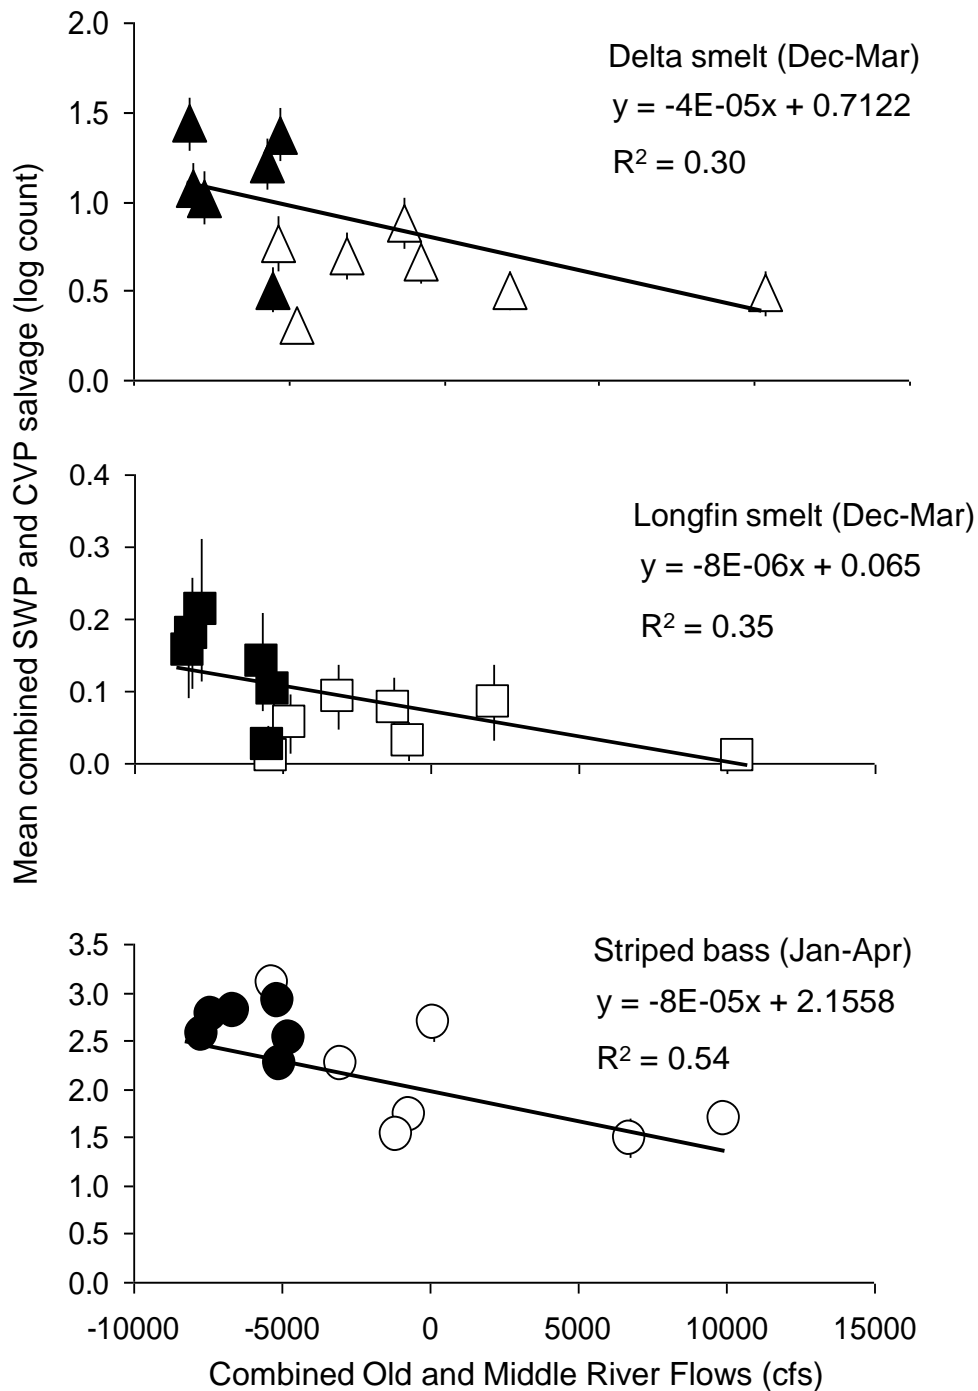 Mean combined SWP and CVP salvage (log count)
2.0
1.5
1.0
0.5
0.0
Delta smelt (Dec-Mar)
y = -4E-05x + 0.7122
R² = 0.30
0.4
0.3
0.2
0.1
0.0
Longfin smelt (Dec-Mar)
y = -8E-06x + 0.065
R² = 0.35
3.5
3.0
2.5
2.0
1.5
1.0
0.5
0.0
Striped bass (Jan-Apr)
y = -8E-05x + 2.1558
R² = 0.54
-10000 -5000 0 5000 10000 15000
Combined Old and Middle River Flows (cfs)